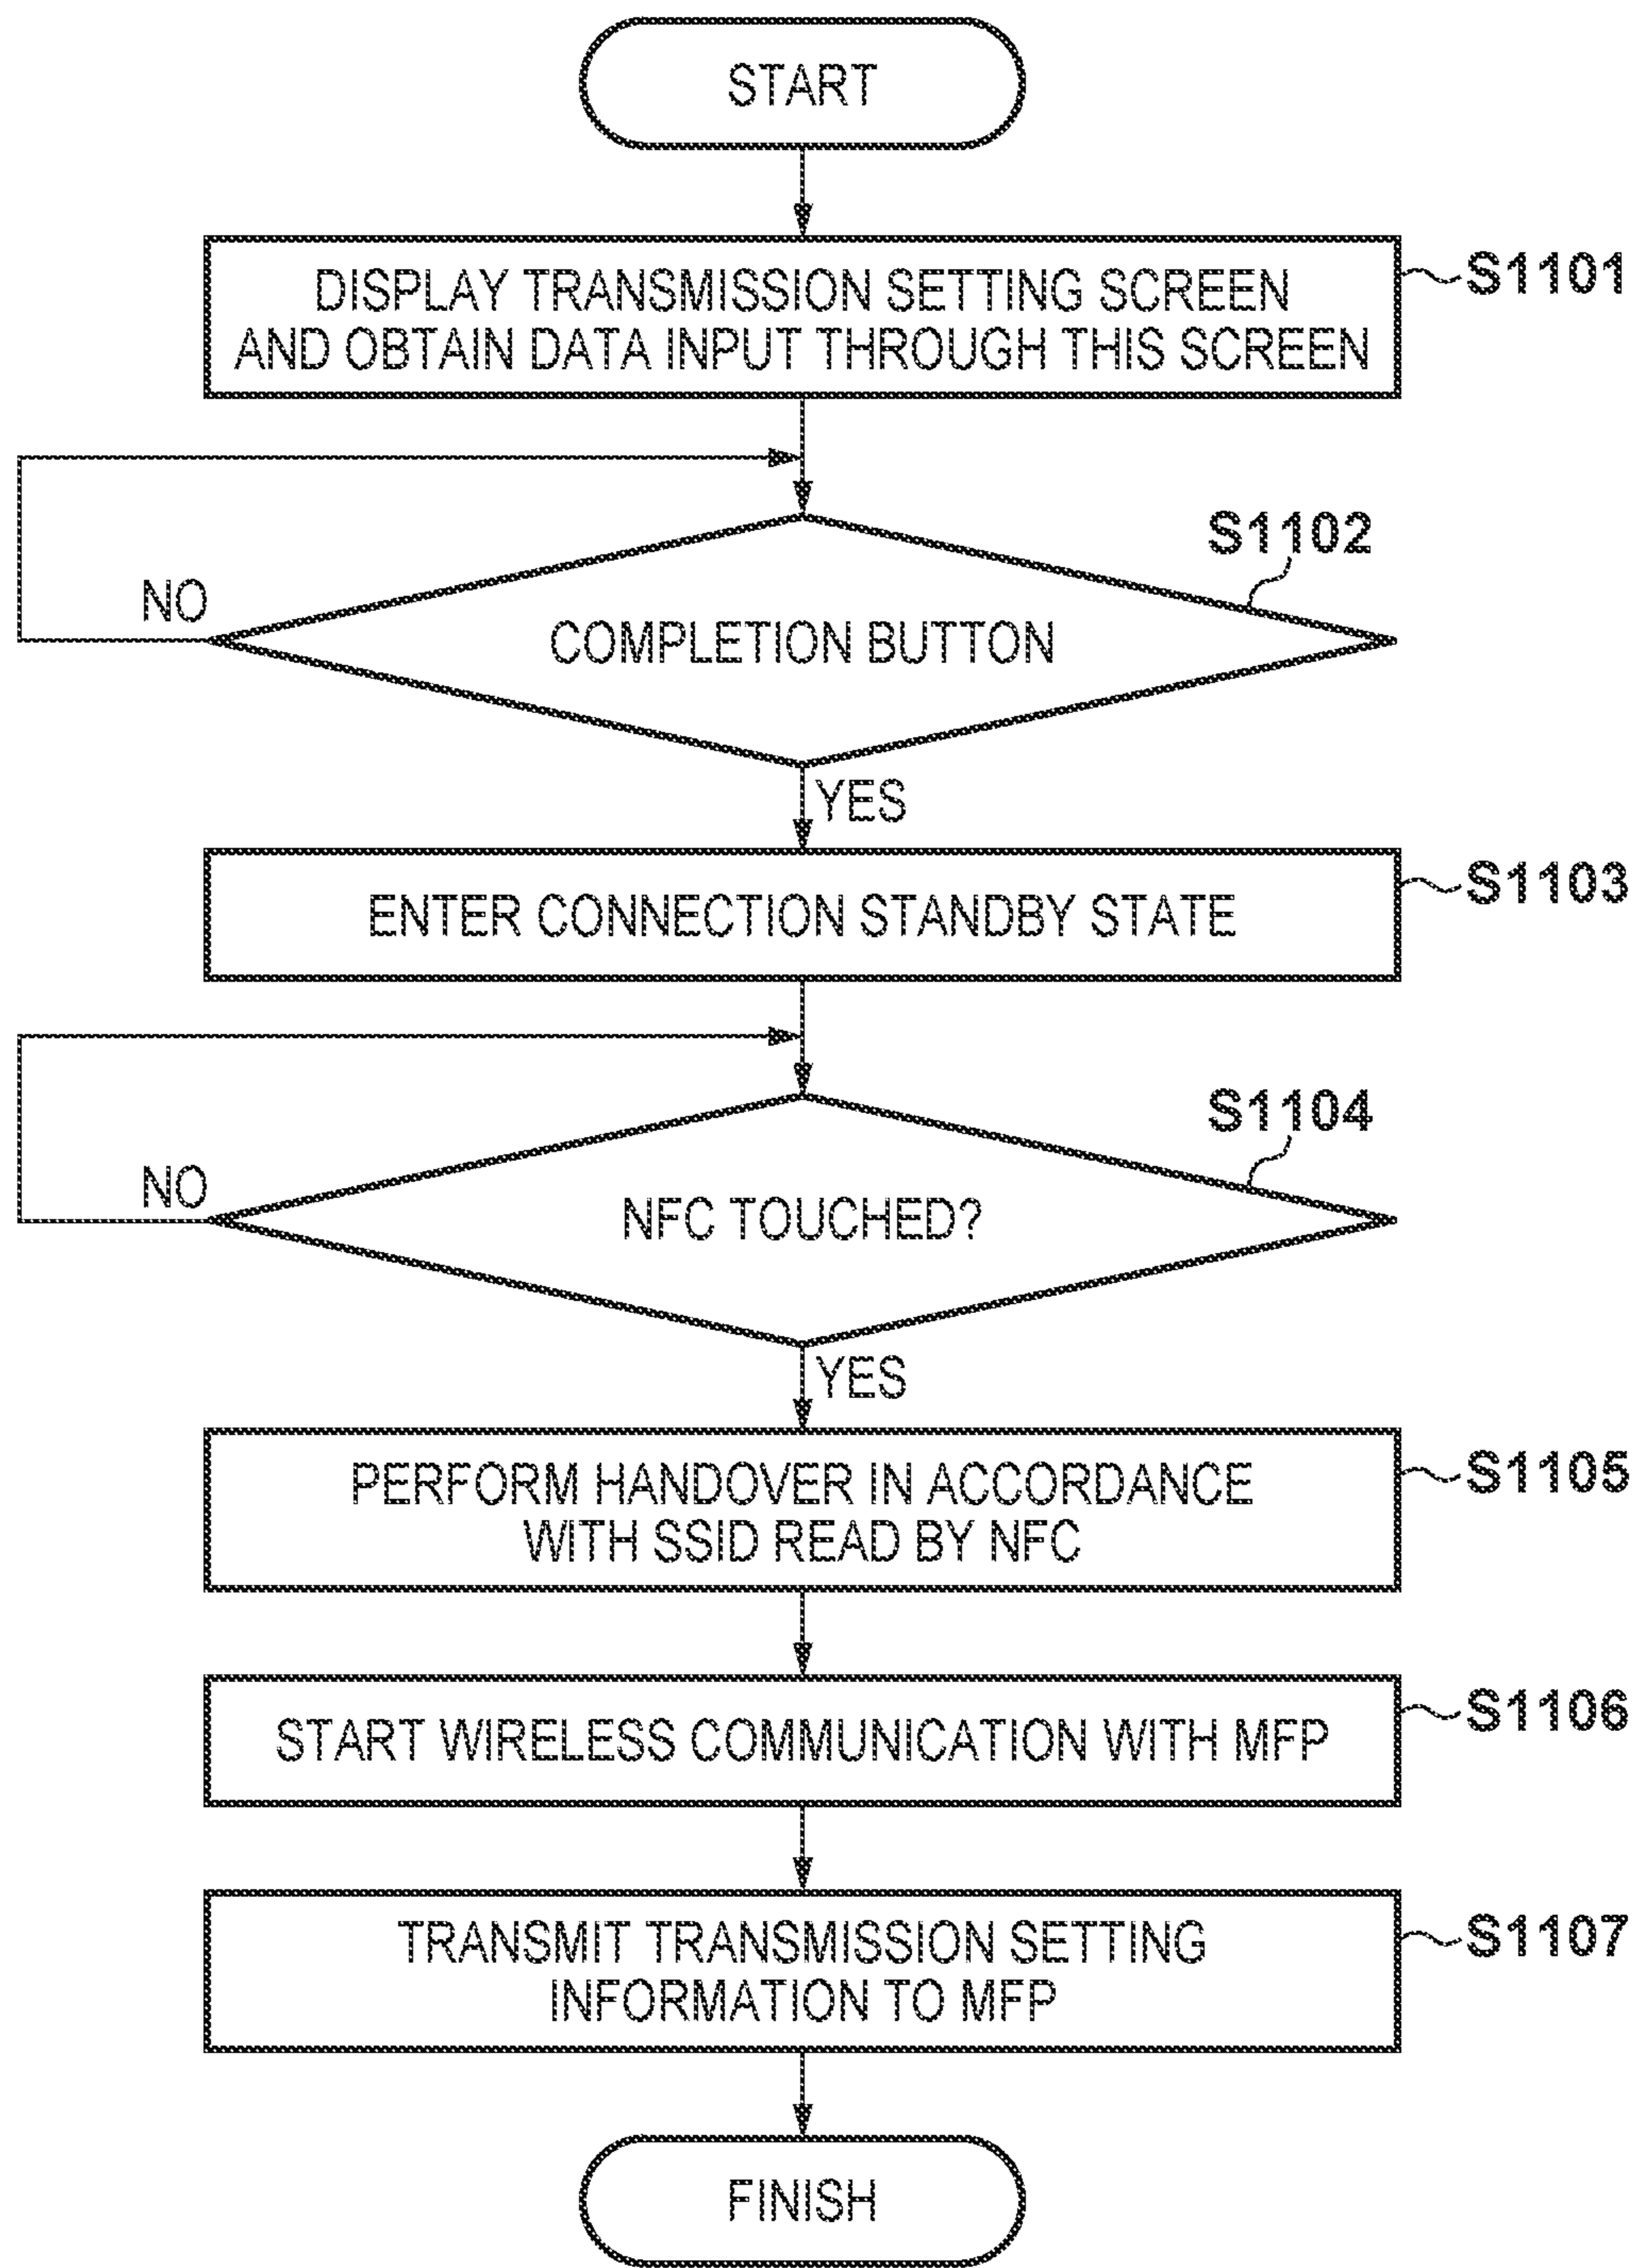 START
DISPLAY TRANSMISSION SETTING SCREEN
AND OBTAIN DATA INPUT THROUGH THIS SCREEN
S1101
S1102
NO
COMPLETION BUTTON
YES
ENTER CONNECTION STANDBY STATE
S1103
S1104
NO
NFC TOUCHED?
YES
PERFORM HANDOVER IN ACCORDANCE
WITH SSID READ BY NFC
S1105
START WIRELESS COMMUNICATION WITH MFP
S1106
TRANSMIT TRANSMISSION SETTING
INFORMATION TO MFP
S1107
FINISH